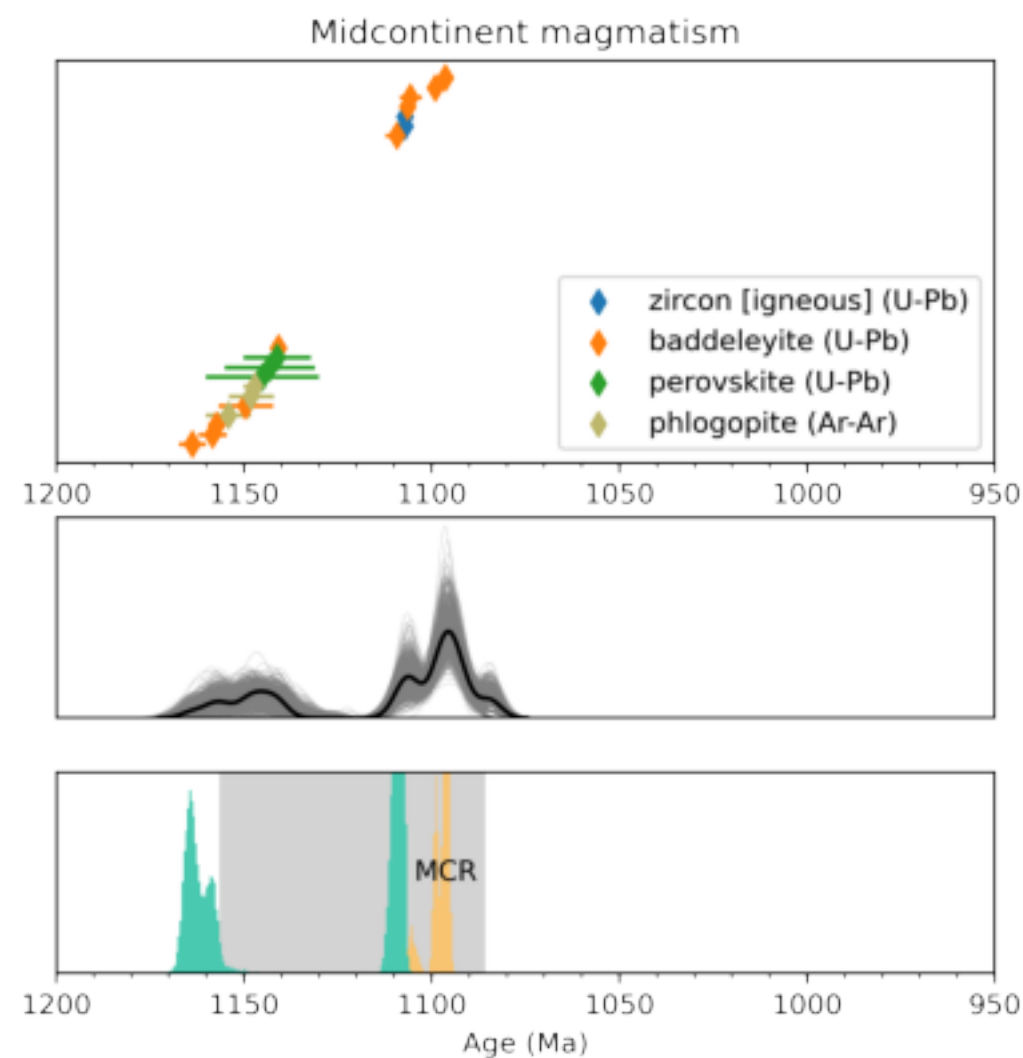 Midcontinent magmatism
zircon [igneous] (U-Pb)
baddeleyite (U-Pb)
perovskite (U-Pb)
phlogopite (Ar-Ar)
1200 1150 1100 1050 1000 950
MCR
1200 1150 1100 1050 1000 950
Age (Ma)